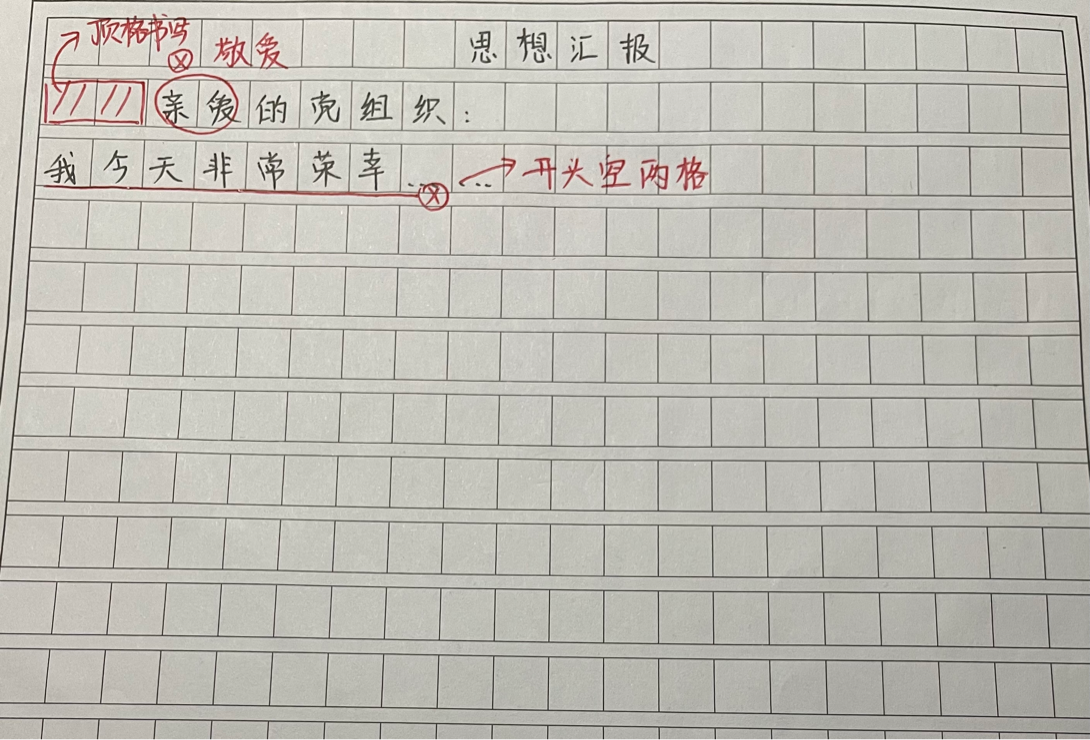 顶格书写
敬爱
思想汇报
亲爱的党组织：
我今天非常荣幸……
开头空两格